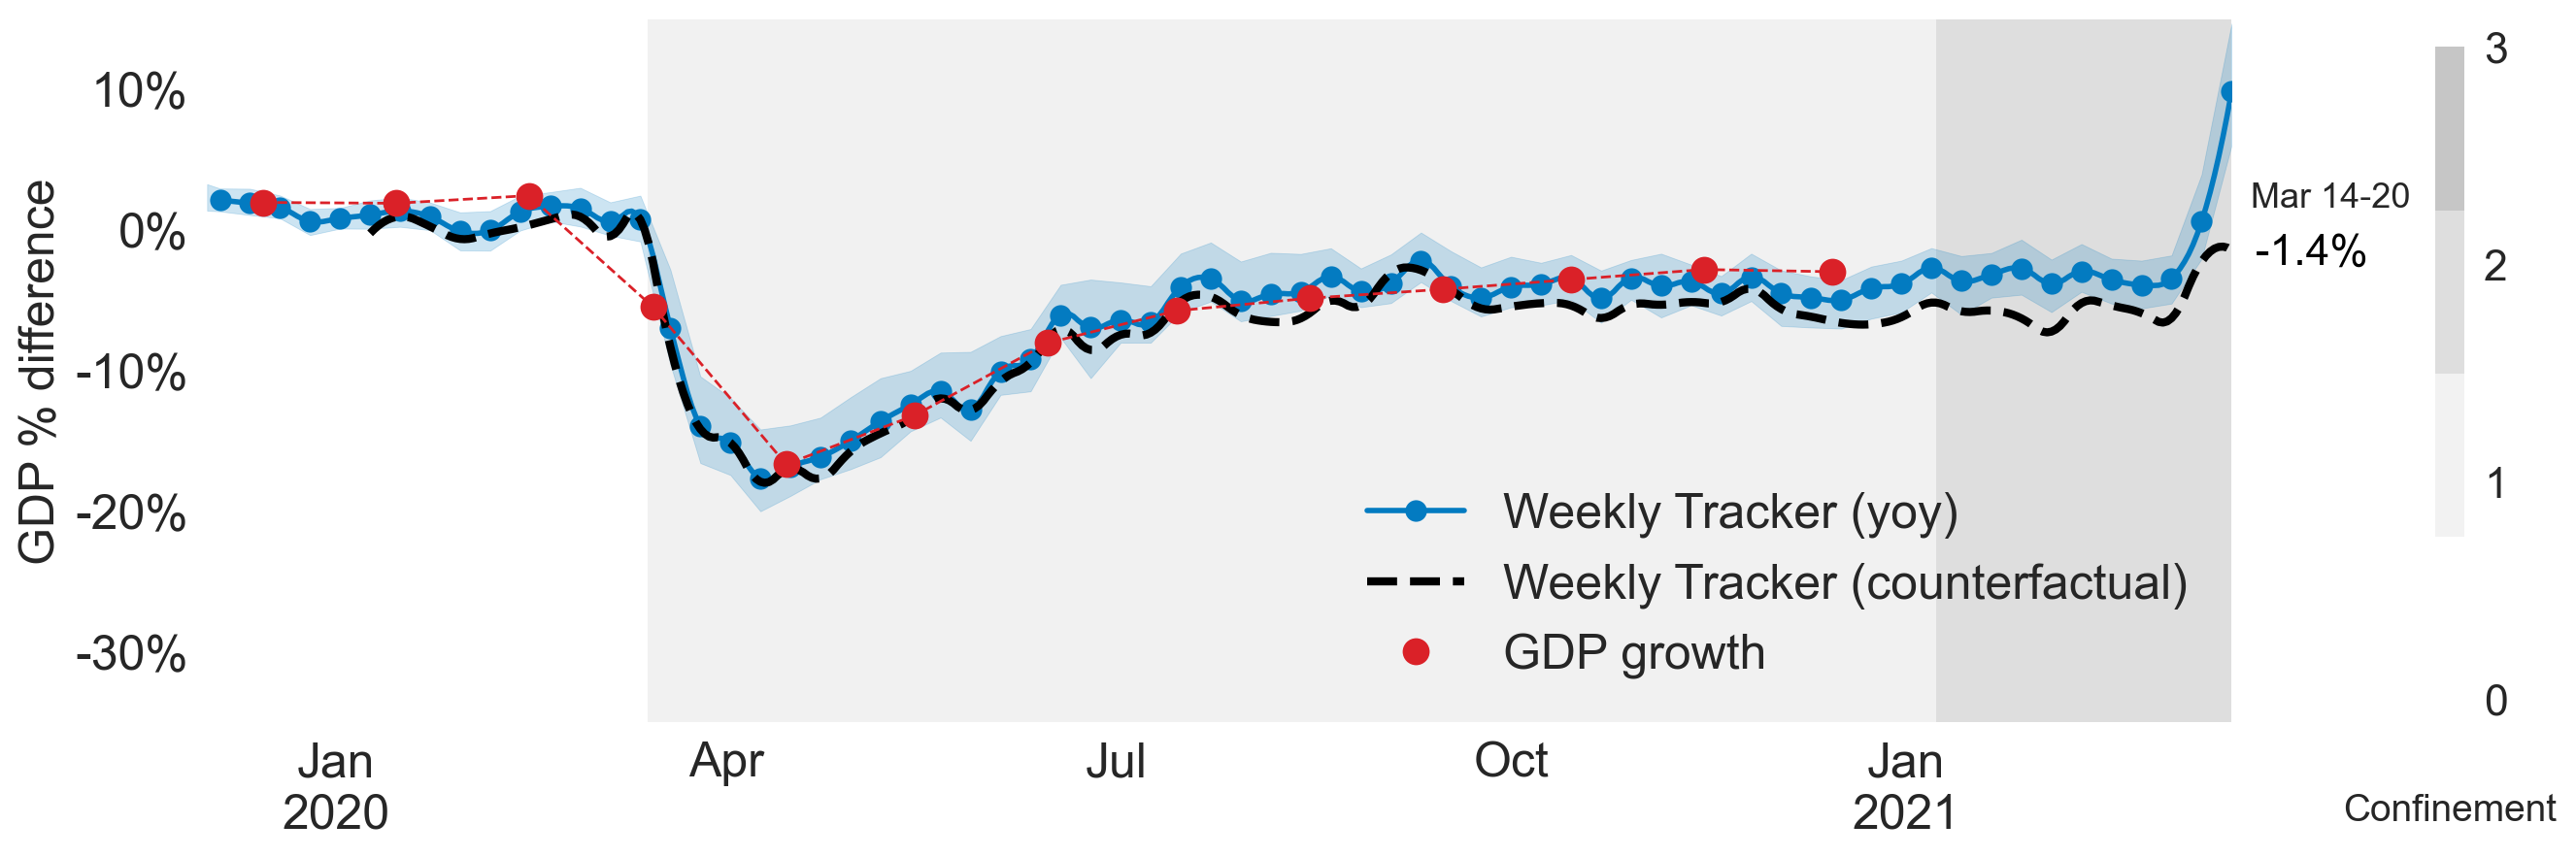 GDP % difference
10%
0%
-10%
-20%
-30%
Jan
2020
Apr
Jul
Oct
Jan
2021
Weekly Tracker (yoy)
Weekly Tracker (counterfactual)
GDP growth
Mar 14-20
-1.4%
3
2
1
0
Confinement